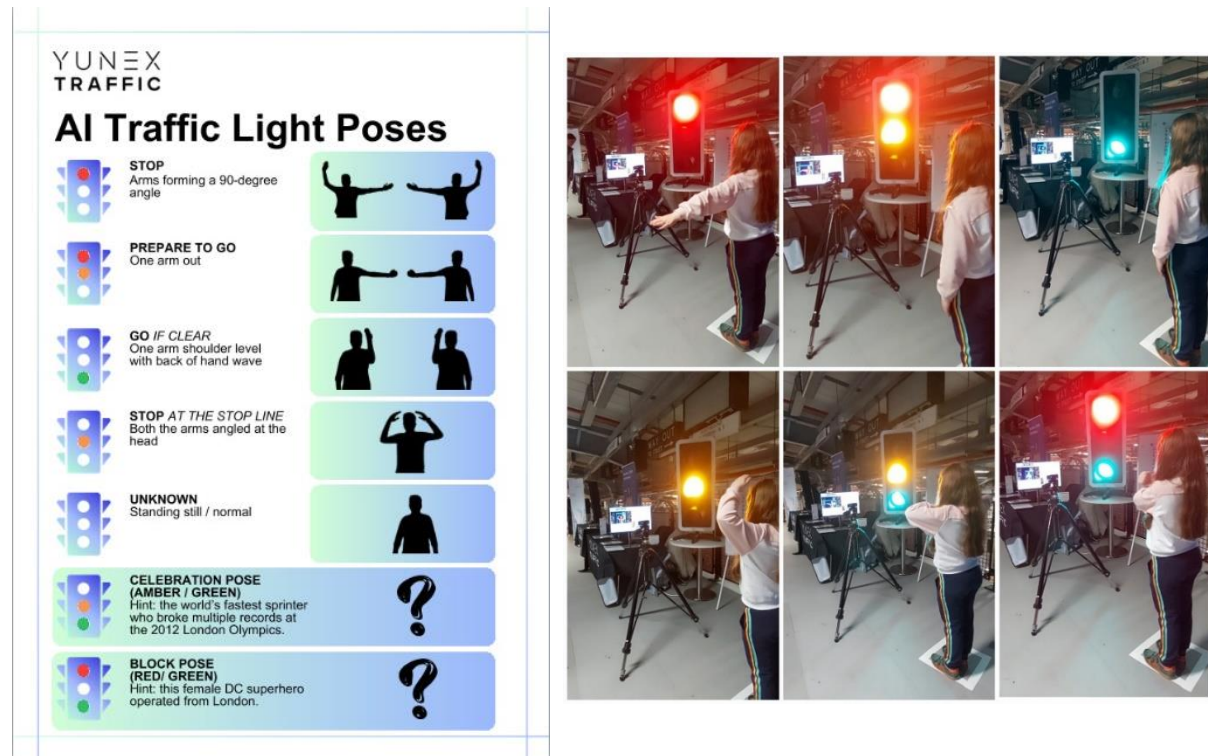 YUNEX
TRAFFIC
AI Traffic Light Poses
STOP
Arms forming a 90-degree
angle
PREPARE TO GO
One arm out
GO IF CLEAR
One arm shoulder level
with back of hand wave
STOP AT THE STOP LINE
Both the arms angled at the
head
UNKNOWN
Standing still / normal
CELEBRATION POSE
(AMBER / GREEN)
Hint: the world's fastest sprinter
who broke multiple records at
the 2012 London Olympics.
?
BLOCK POSE
(RED/ GREEN)
Hint: this female DC superhero
operated from London.
?